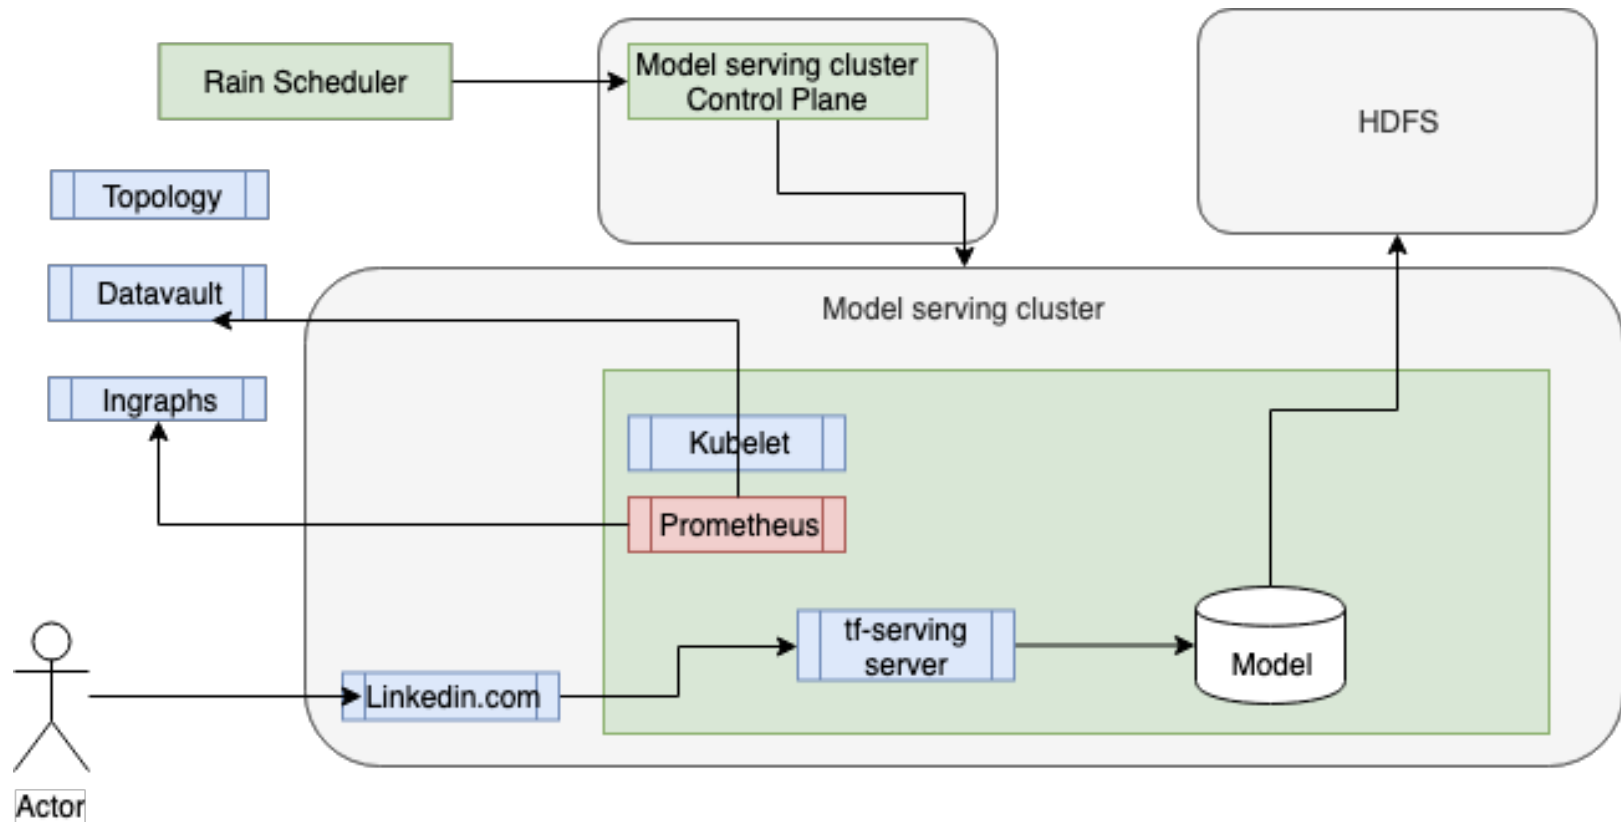 Rain Scheduler
Model serving cluster
Control Plane
HDFS
Topology
Datavault
Ingraphs
Model serving cluster
Kubelet
Prometheus
tf-serving
server
Model
Linkedin.com
Actor